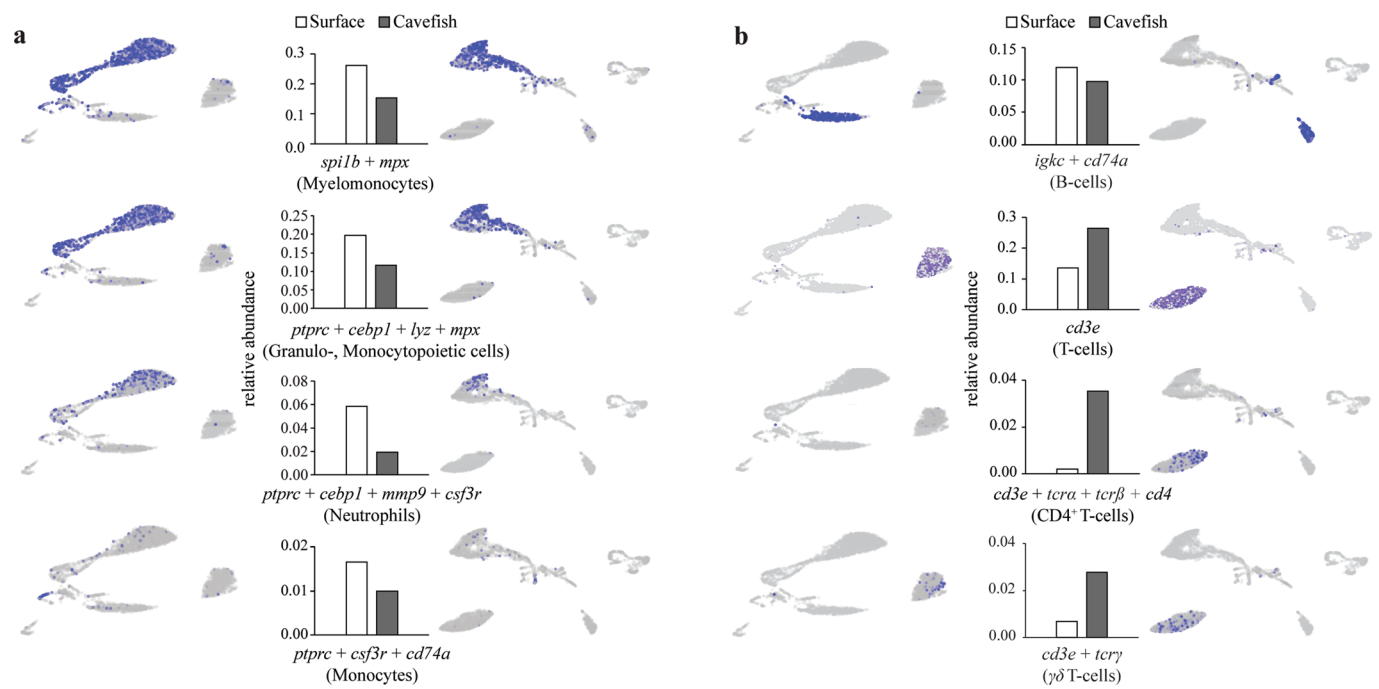 a
Surface Cavefish
0.3
0.2
0.1
0.0
spi1b + mpx
(Myelomonocytes)
0.25
0.20
0.15
0.10
0.05
0.00
ptprc + cebp1 + lyz + mpx
(Granulo-, Monocytopoietic cells)
relative abundance
0.08
0.06
0.04
0.02
0.00
ptprc + cebp1 + mmp9 + csf3r
(Neutrophils)
0.02
0.01
0.00
ptprc + csf3r + cd74a
(Monocytes)
b
Surface Cavefish
0.15
0.10
0.05
0.00
igkc + cd74a
(B-cells)
0.3
0.2
0.1
0.0
cd3e
(T-cells)
relative abundance
0.04
0.02
0.00
cd3e + tcrα + tcrβ + cd4
(CD4⁺ T-cells)
0.04
0.02
0.00
cd3e + tcrγ
(γδ T-cells)